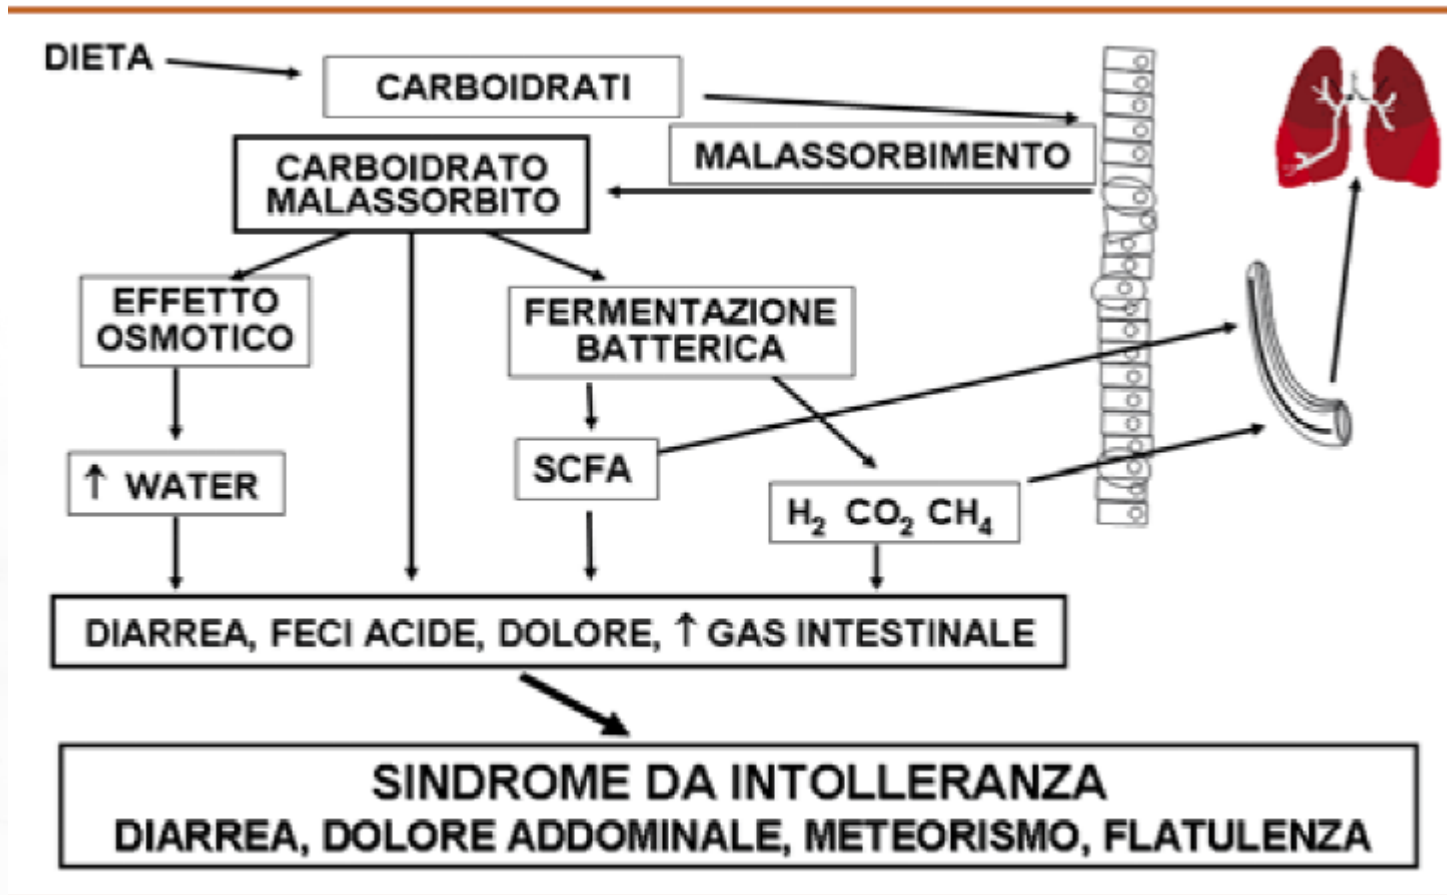 DIETA
CARBOIDRATI
MALASSORBIMENTO
CARBOIDRATO
MALASSORBITO
EFFETTO
OSMOTICO
FERMENTAZIONE
BATTERICA
↑ WATER
SCFA
H₂ CO₂ CH₄
DIARREA, FECI ACIDE, DOLORE, ↑ GAS INTESTINALE
SINDROME DA INTOLLERANZA
DIARREA, DOLORE ADDOMINALE, METEORISMO, FLATULENZA